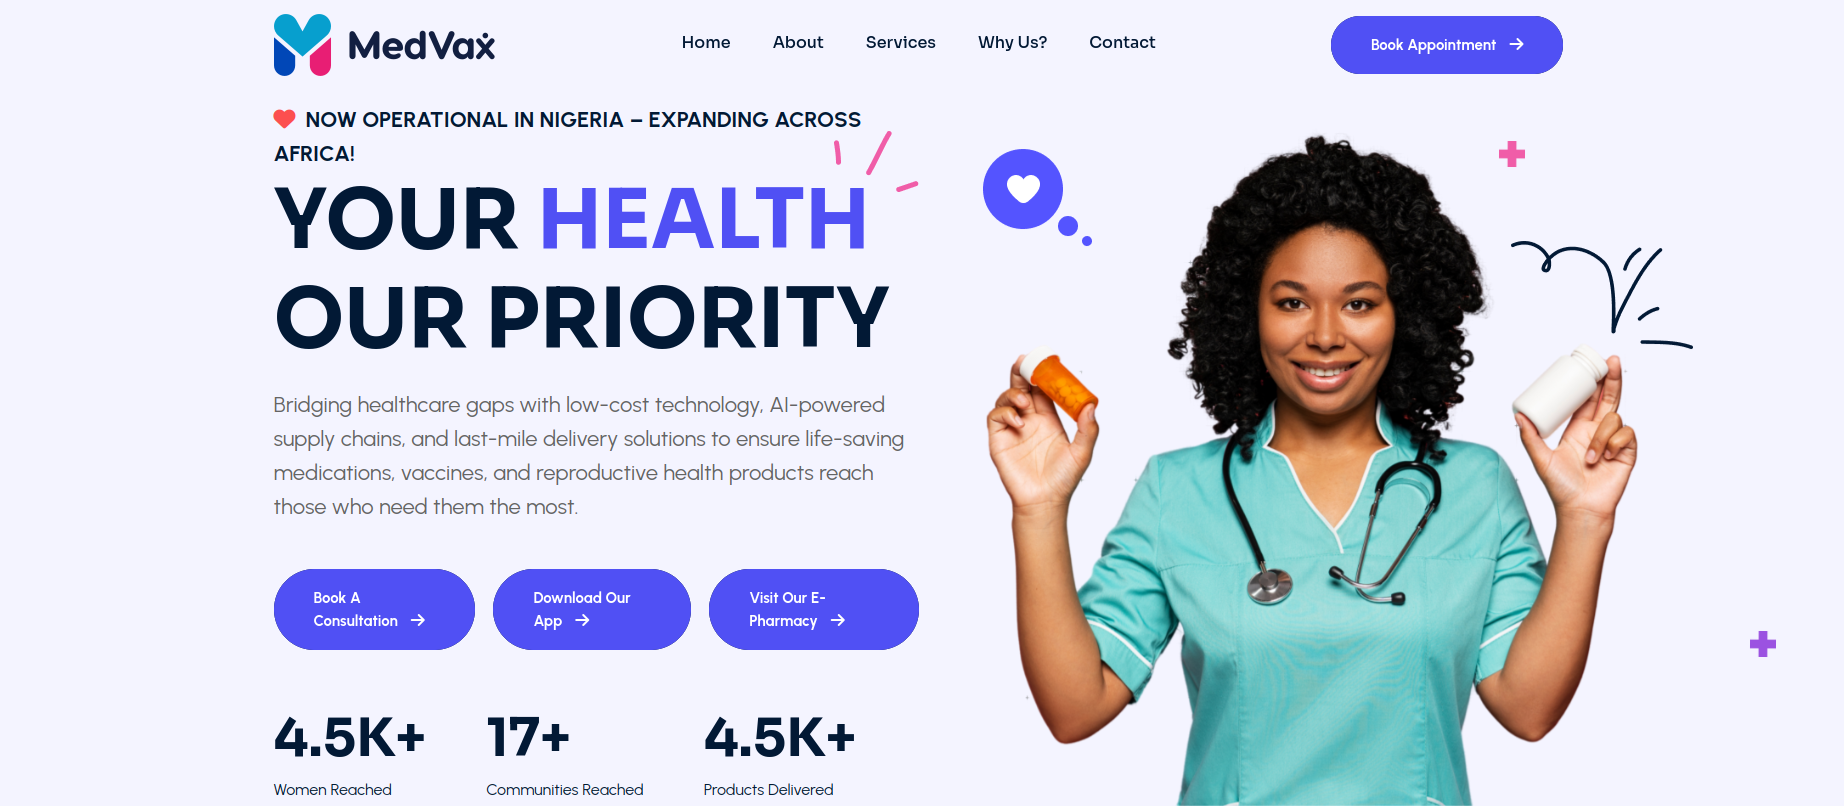 MedVax
Home
About
Services
Why Us?
Contact
Book Appointment
NOW OPERATIONAL IN NIGERIA – EXPANDING ACROSS
AFRICA!
YOUR HEALTH
OUR PRIORITY
Bridging healthcare gaps with low-cost technology, AI-powered
supply chains, and last-mile delivery solutions to ensure life-saving
medications, vaccines, and reproductive health products reach
those who need them the most.
Book A
Consultation
Download Our
App
Visit Our E-
Pharmacy
4.5K+
Women Reached
17+
Communities Reached
4.5K+
Products Delivered